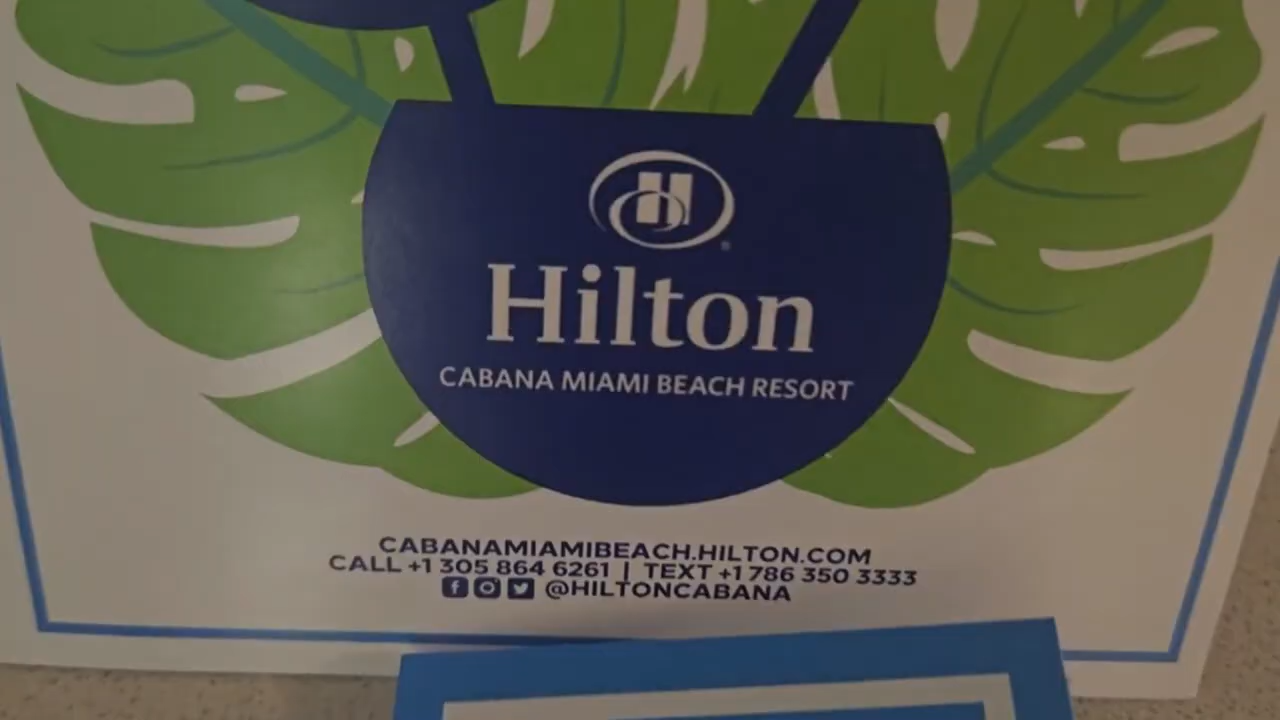 H
Hilton
CABANA MIAMI BEACH RESORT
CABANAMIAMIBEACH.HILTON.COM
CALL +1 305 864 6261 | TEXT +1 786 350 3333
@HILTONCABANA